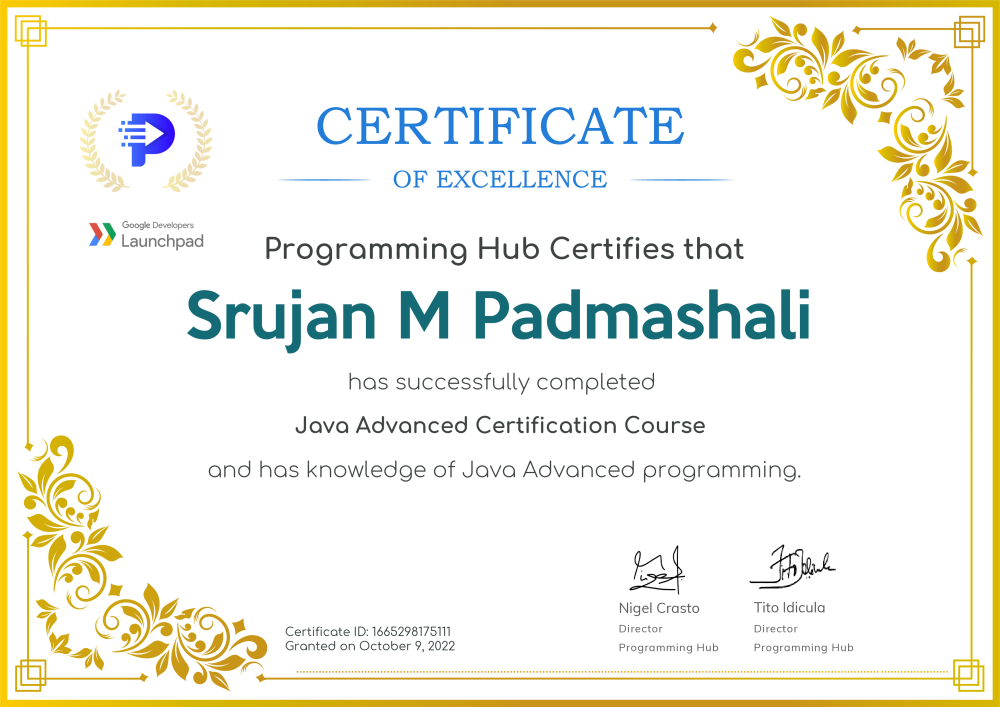 CERTIFICATE
OF EXCELLENCE
Google Developers
Launchpad
Programming Hub Certifies that
Srujan M Padmashali
has successfully completed
Java Advanced Certification Course
and has knowledge of Java Advanced programming.
Nigel Crasto
Director
Programming Hub
Tito Idicula
Director
Programming Hub
Certificate ID: 1665298175111
Granted on October 9, 2022